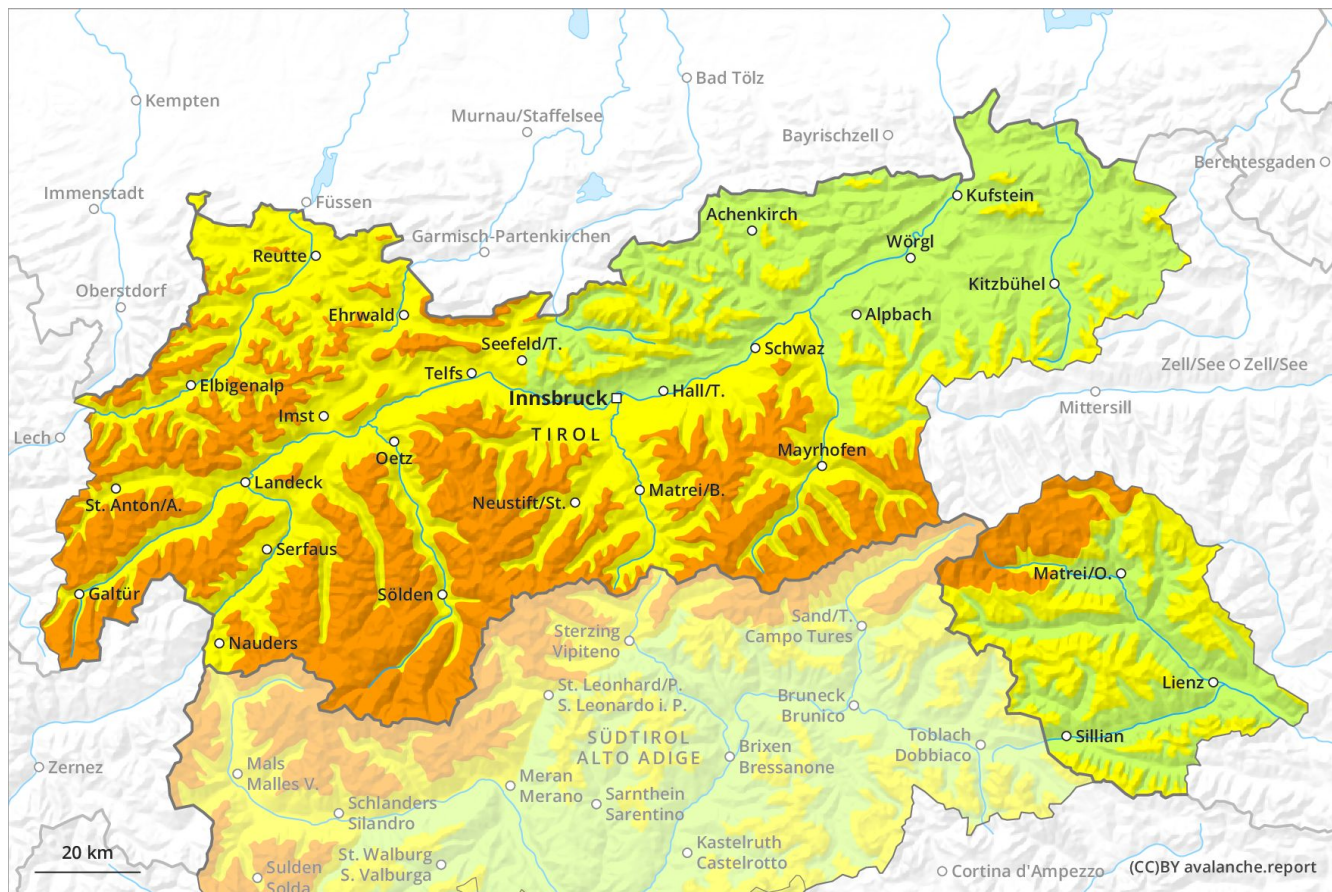 Kempten
Bad Tölz
Murnau/Staffelsee
Bayrischzell
Berchtesgaden
Immenstadt
Füssen
Kufstein
Achenkirch
Garmisch-Partenkirchen
Wörgl
Reutte
Oberstdorf
Kitzbühel
Ehrwald
Alpbach
Seefeld/T.
Schwaz
Zell/See
Zell/See
Telfs
Elbigenalp
Innsbruck
Hall/T.
Mittersill
Imst
TIROL
Lech
Oetz
Mayrhofen
Landeck
Matrei/B.
St. Anton/A.
Neustift/St.
Serfaus
Matrei/O.
Galtür
Sölden
Sand/T.
Campo Tures
Sterzing
Vipiteno
Nauders
Lienz
St. Leonhard/P.
S. Leonardo i. P.
Bruneck
Brunico
Sillian
SÜDTIROL
ALTO ADIGE
Toblach
Dobbiaco
Brixen
Bressanone
Zernez
Mals
Malles V.
Meran
Merano
Sarnthein
Sarentino
Schlanders
Silandro
Kastelruth
Castelrotto
20 km
St. Walburg
S. Valburga
Sulden
Solda
Cortina d'Ampezzo
(CC)BY avalanche.report